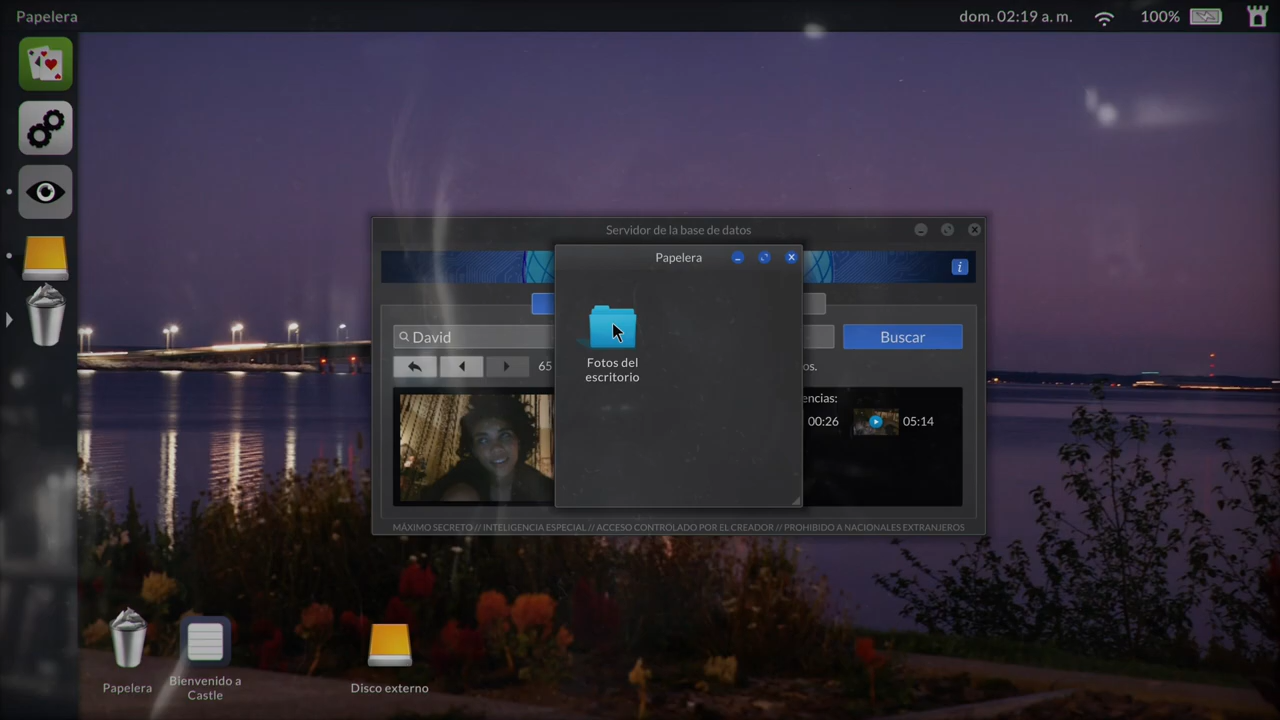 Papelera
dom. 02:19 a. m.
100%
Servidor de la base de datos
Papelera
i
David
Buscar
65
os.
Fotos del
escritorio
encias:
00:26
05:14
MÁXIMO SECRETO // INTELIGENCIA ESPECIAL // ACCESO CONTROLADO POR EL CREADOR // PROHIBIDO A NACIONALES EXTRANJEROS
Papelera
Bienvenido a
Castle
Disco externo